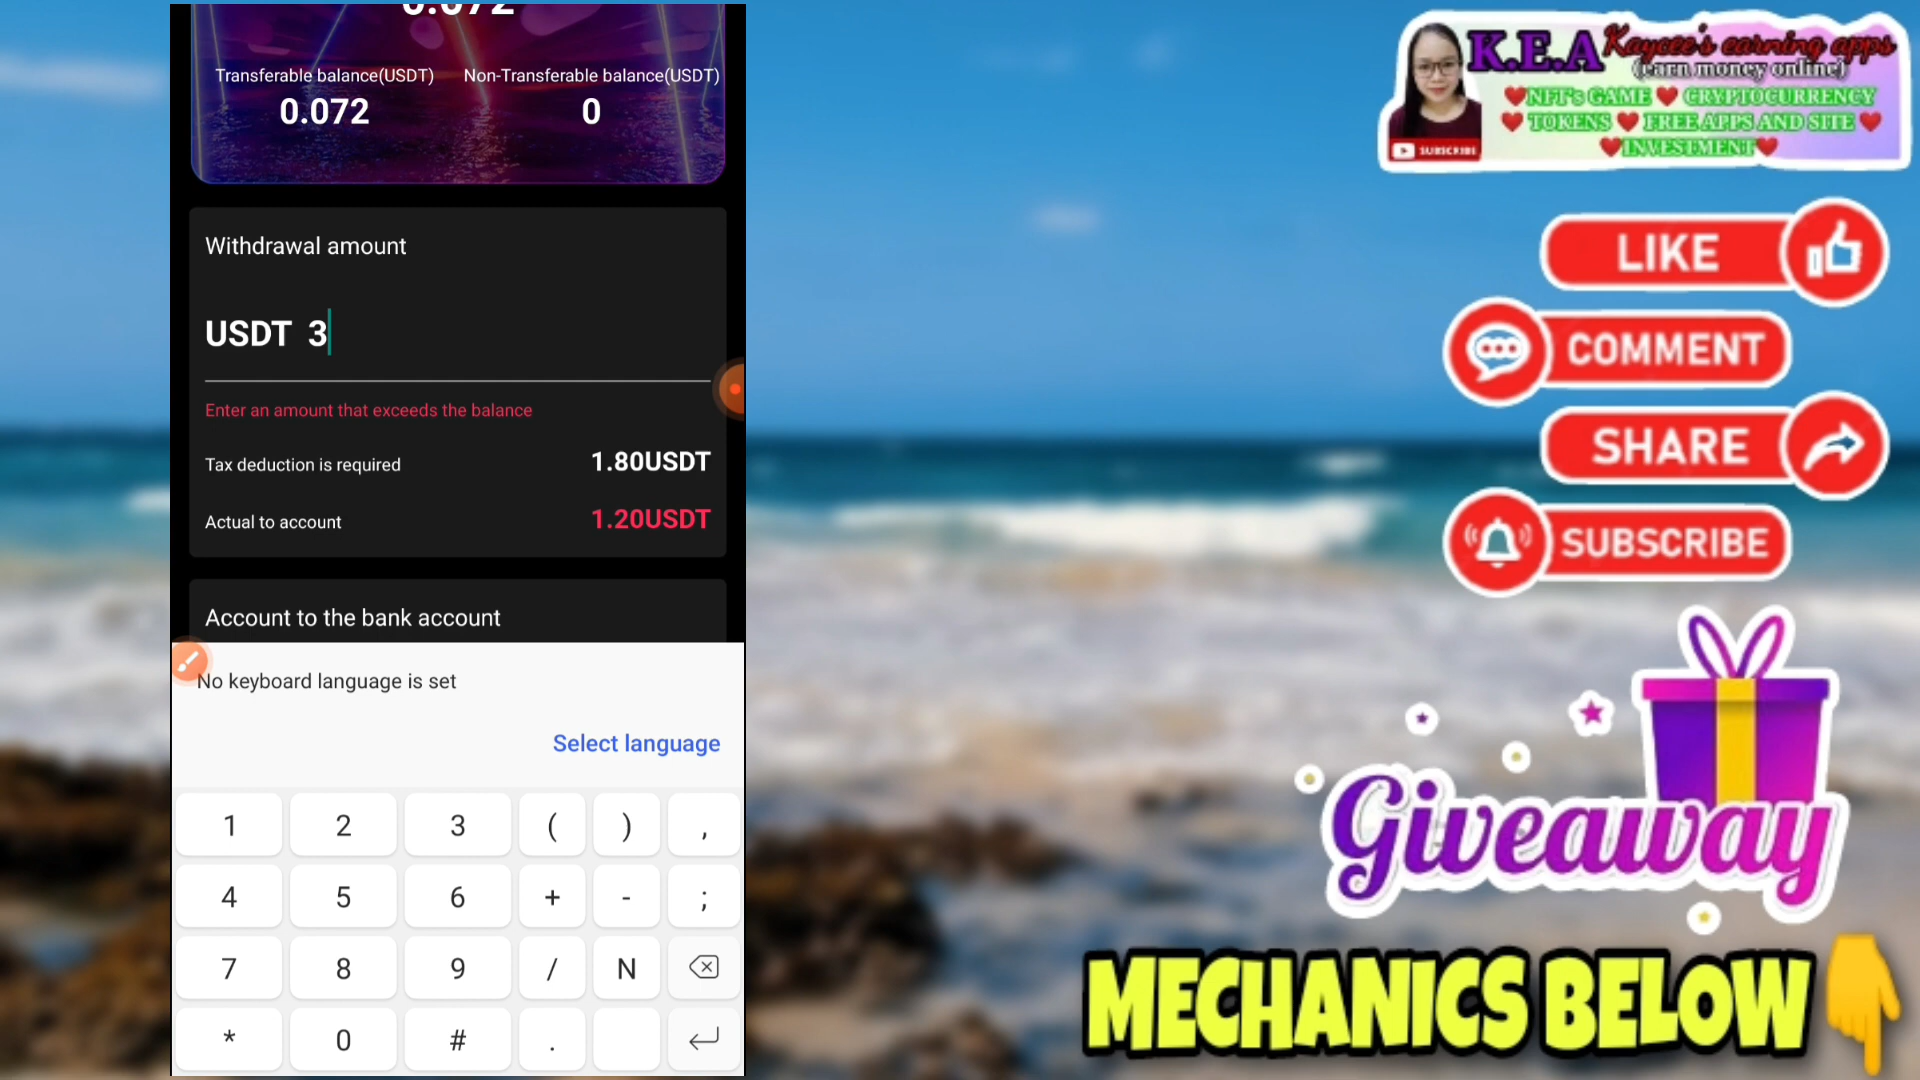 0.072
Transferable balance(USDT) Non-Transferable balance(USDT)
0.072 0
Withdrawal amount
USDT 3
Enter an amount that exceeds the balance
Tax deduction is required 1.80USDT
Actual to account 1.20USDT
Account to the bank account
No keyboard language is set
Select language
1 2 3 ( ) ,
4 5 6 + - ;
7 8 9 / N
* 0 # .
K.E.A Kaycee's earning apps
(earn money online)
❤NFT's GAME ❤ CRYPTOCURRENCY
❤ TOKENS ❤ FREE APPS AND SITE ❤
❤INVESTMENT❤
SUBSCRIBE
LIKE
COMMENT
SHARE
SUBSCRIBE
Giveaway
MECHANICS BELOW